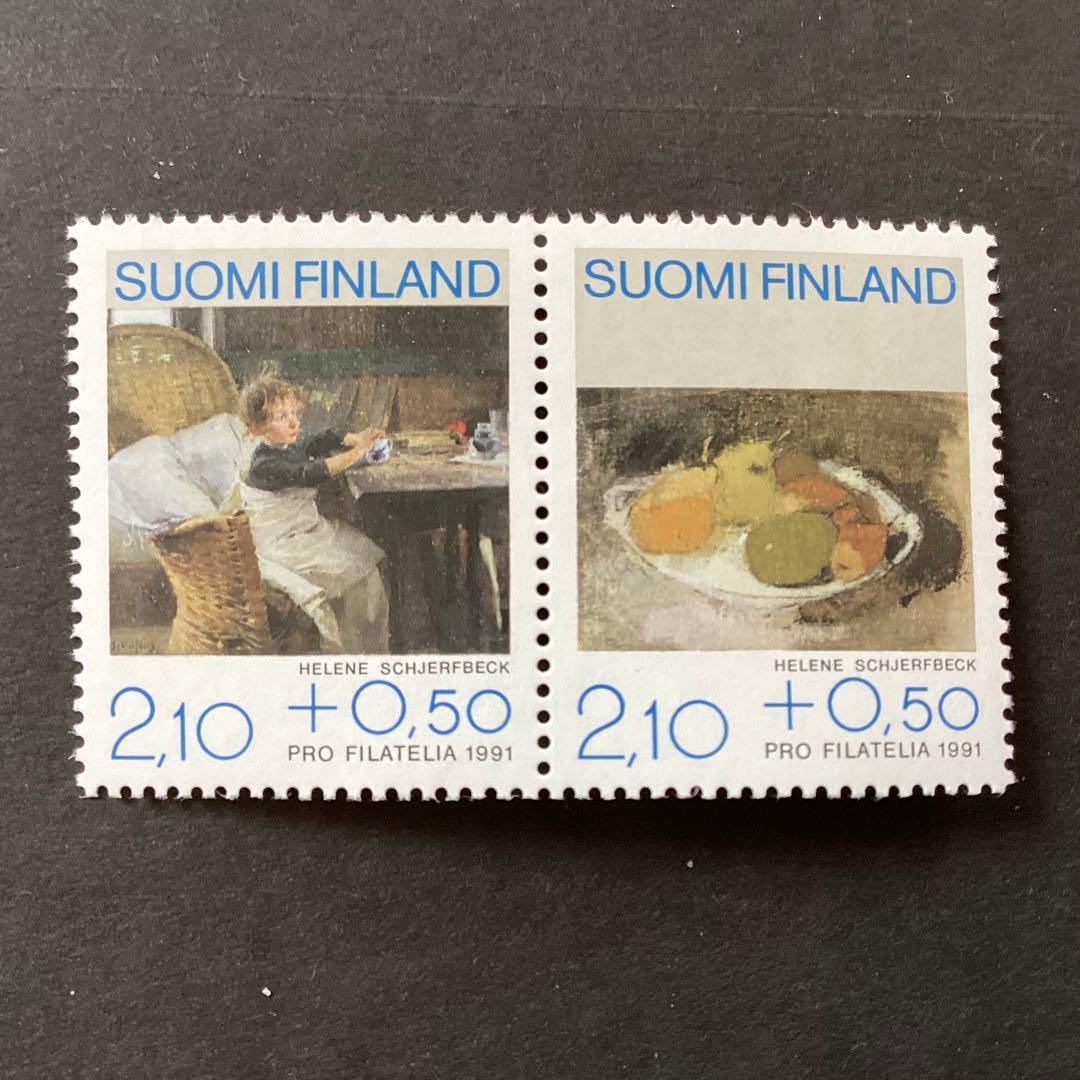 SUOMI FINLAND
HELENE SCHJERFBECK
2,10 +0,50
PRO FILATELIA 1991
SUOMI FINLAND
HELENE SCHJERFBECK
2,10 +0,50
PRO FILATELIA 1991